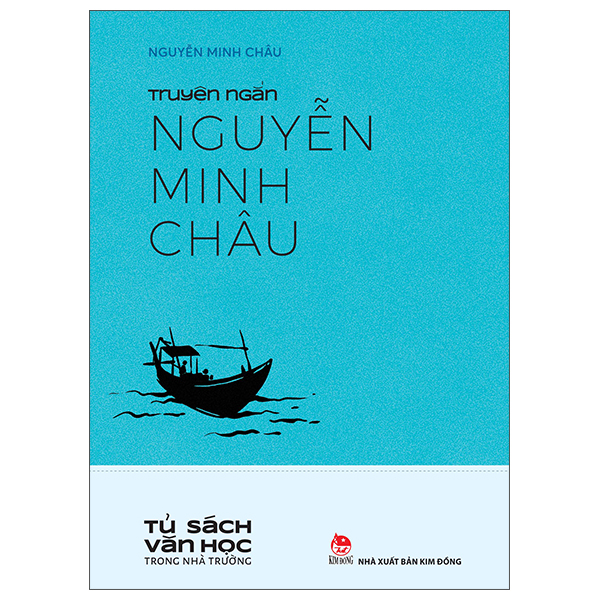 NGUYỄN MINH CHÂU
Truyện ngắn
NGUYỄN
MINH
CHÂU
TỦ SÁCH
VĂN HỌC
TRONG NHÀ TRƯỜNG
KIM ĐỒNG
NHÀ XUẤT BẢN KIM ĐỒNG